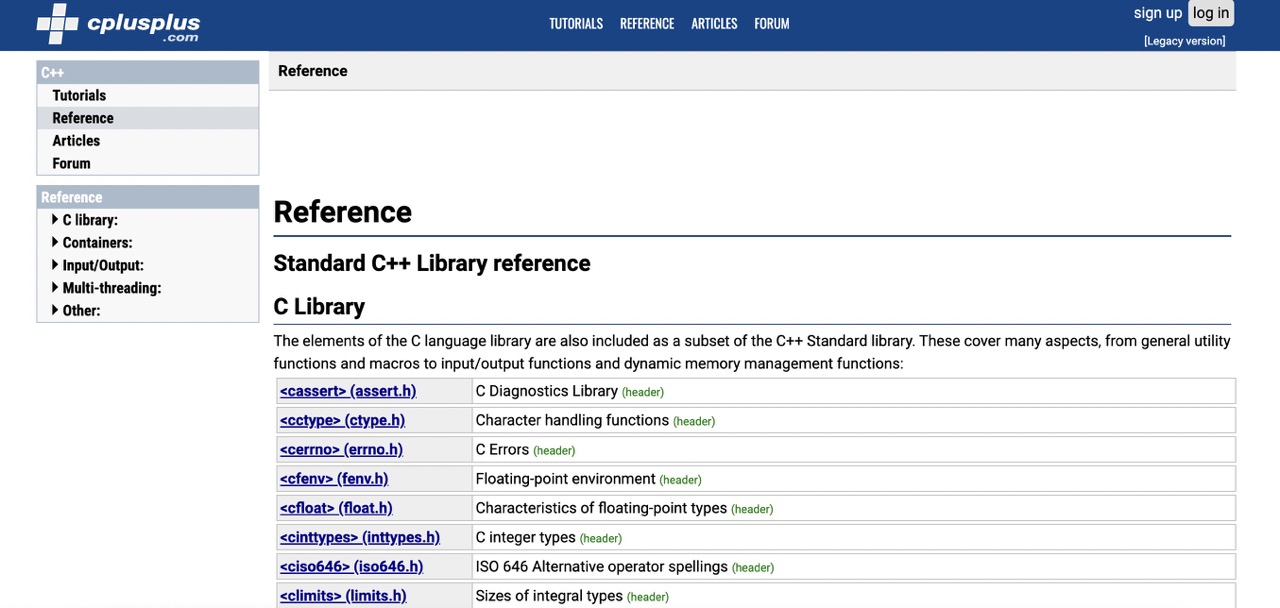 cplusplus
.com
TUTORIALS REFERENCE ARTICLES FORUM
sign up log in
[Legacy version]
C++
Tutorials
Reference
Articles
Forum
Reference
C library:
Containers:
Input/Output:
Multi-threading:
Other:
Reference
Reference
Standard C++ Library reference
C Library
The elements of the C language library are also included as a subset of the C++ Standard library. These cover many aspects, from general utility
functions and macros to input/output functions and dynamic memory management functions:
<cassert> (assert.h) C Diagnostics Library (header)
<cctype> (ctype.h) Character handling functions (header)
<cerrno> (errno.h) C Errors (header)
<cfenv> (fenv.h) Floating-point environment (header)
<cfloat> (float.h) Characteristics of floating-point types (header)
<cinttypes> (inttypes.h) C integer types (header)
<ciso646> (iso646.h) ISO 646 Alternative operator spellings (header)
<climits> (limits.h) Sizes of integral types (header)